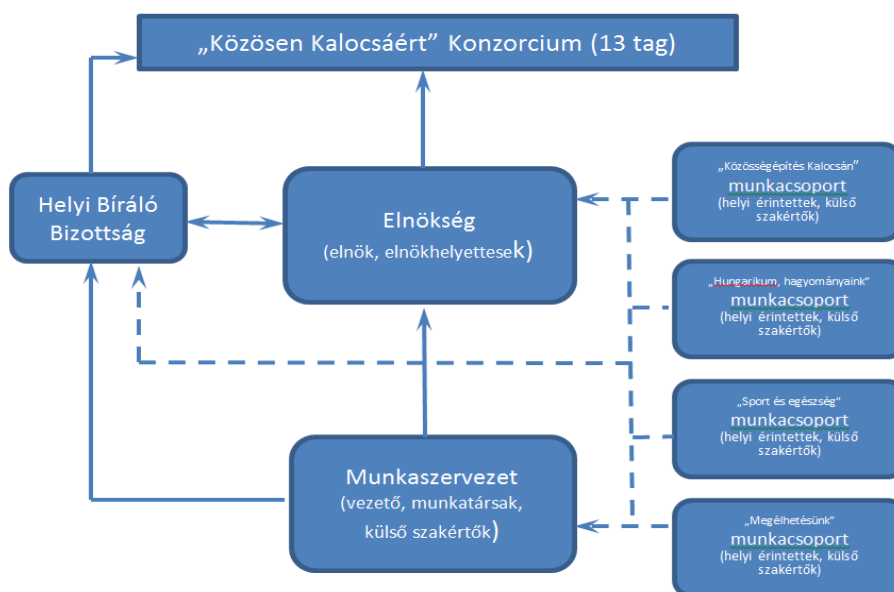 „Közösen Kalocsáért” Konzorcium (13 tag)
Helyi Bíráló
Bizottság
Elnökség
(elnök, elnökhelyettesek)
Munkaszervezet
(vezető, munkatársak,
külső szakértők)
„Közösségépítés Kalocsán”
munkacsoport
(helyi érintettek, külső
szakértők)
„Hungarikum, hagyományaink”
munkacsoport
(helyi érintettek, külső
szakértők)
„Sport és egészség”
munkacsoport
(helyi érintettek, külső
szakértők)
„Megélhetésünk”
munkacsoport
(helyi érintettek, külső
szakértők)